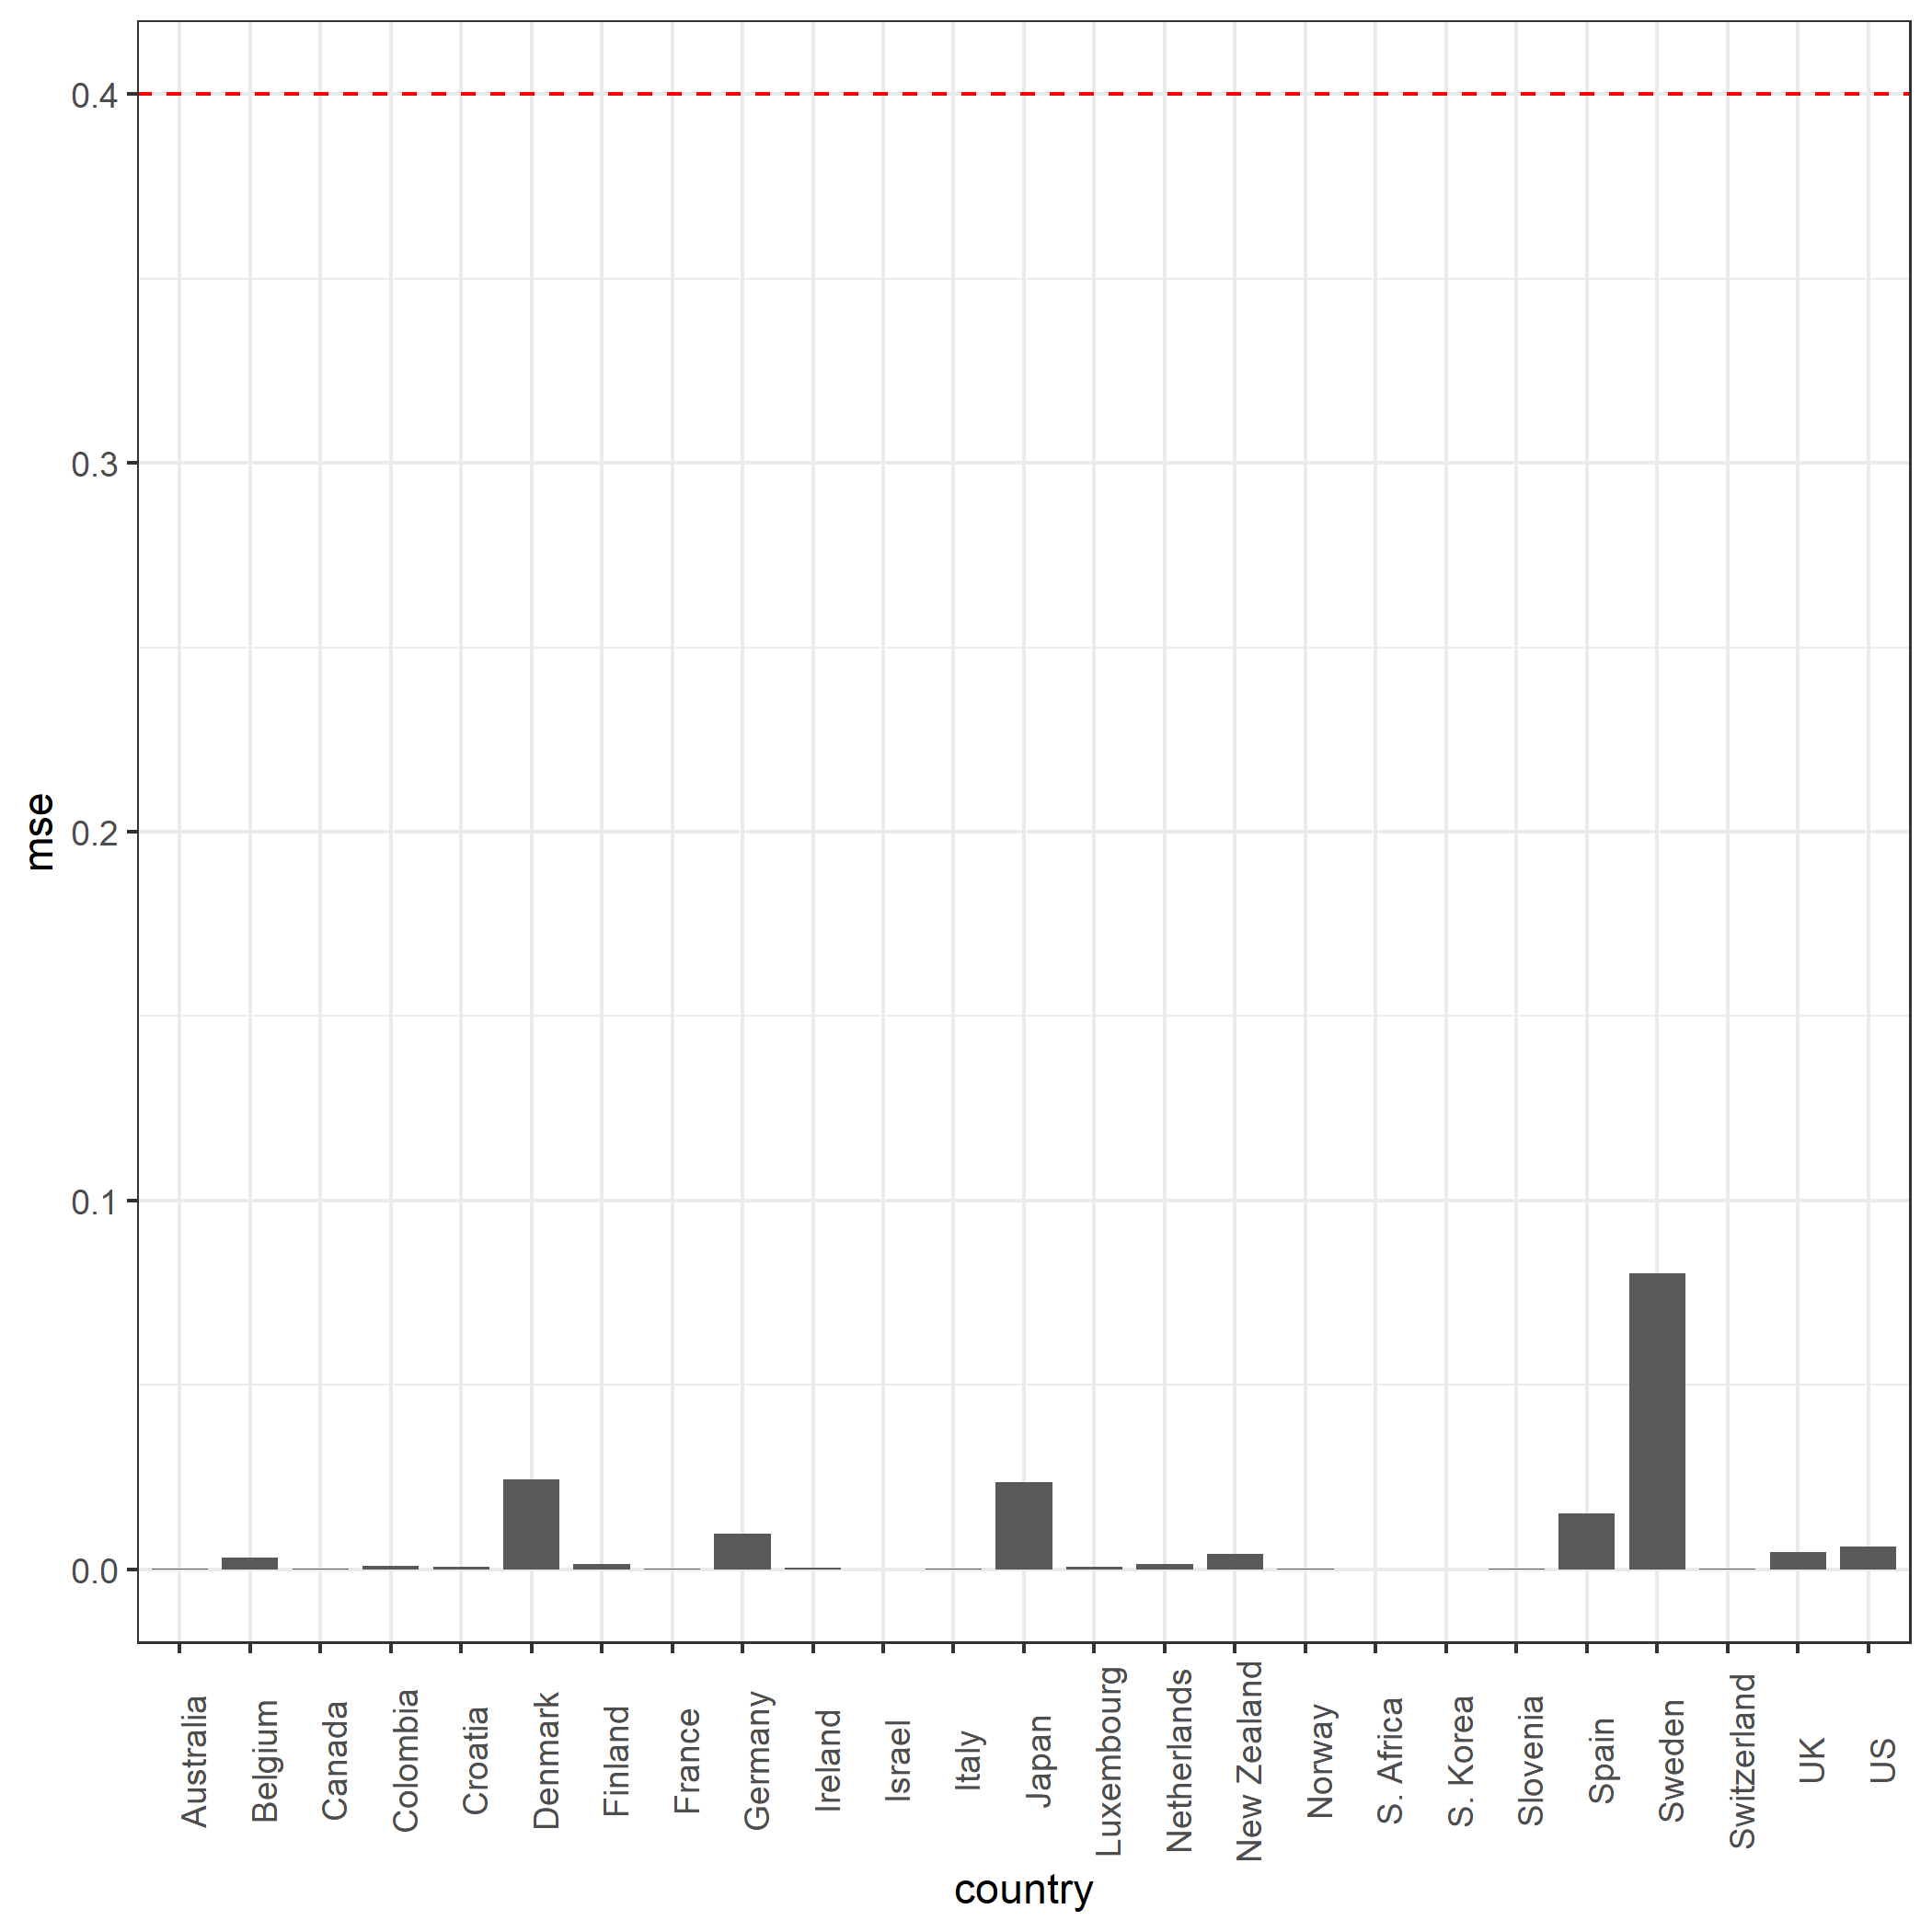 0.4
0.3
0.2
0.1
0.0
mse
Australia
Belgium
Canada
Colombia
Croatia
Denmark
Finland
France
Germany
Ireland
Israel
Italy
Japan
Luxembourg
Netherlands
New Zealand
Norway
S. Africa
S. Korea
Slovenia
Spain
Sweden
Switzerland
UK
US
country